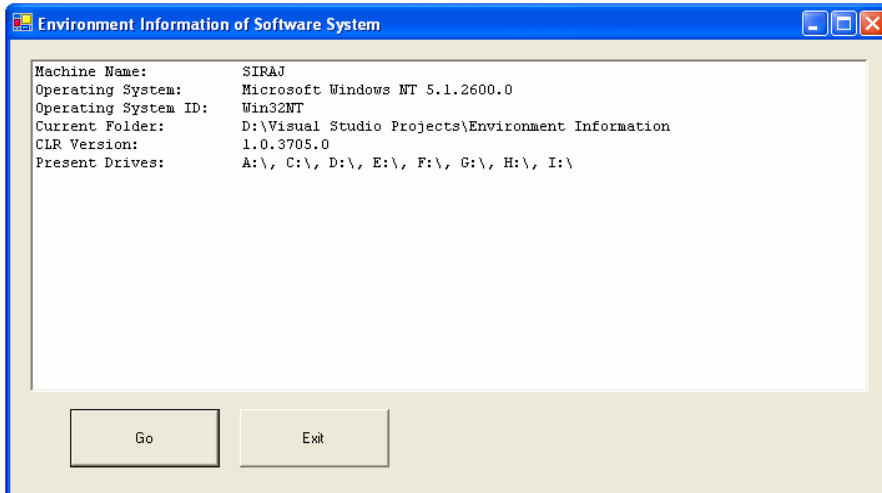 Environment Information of Software System
Machine Name: SIRAJ
Operating System: Microsoft Windows NT 5.1.2600.0
Operating System ID: Win32NT
Current Folder: D:\Visual Studio Projects\Environment Information
CLR Version: 1.0.3705.0
Present Drives: A:\, C:\, D:\, E:\, F:\, G:\, H:\, I:\
Go Exit